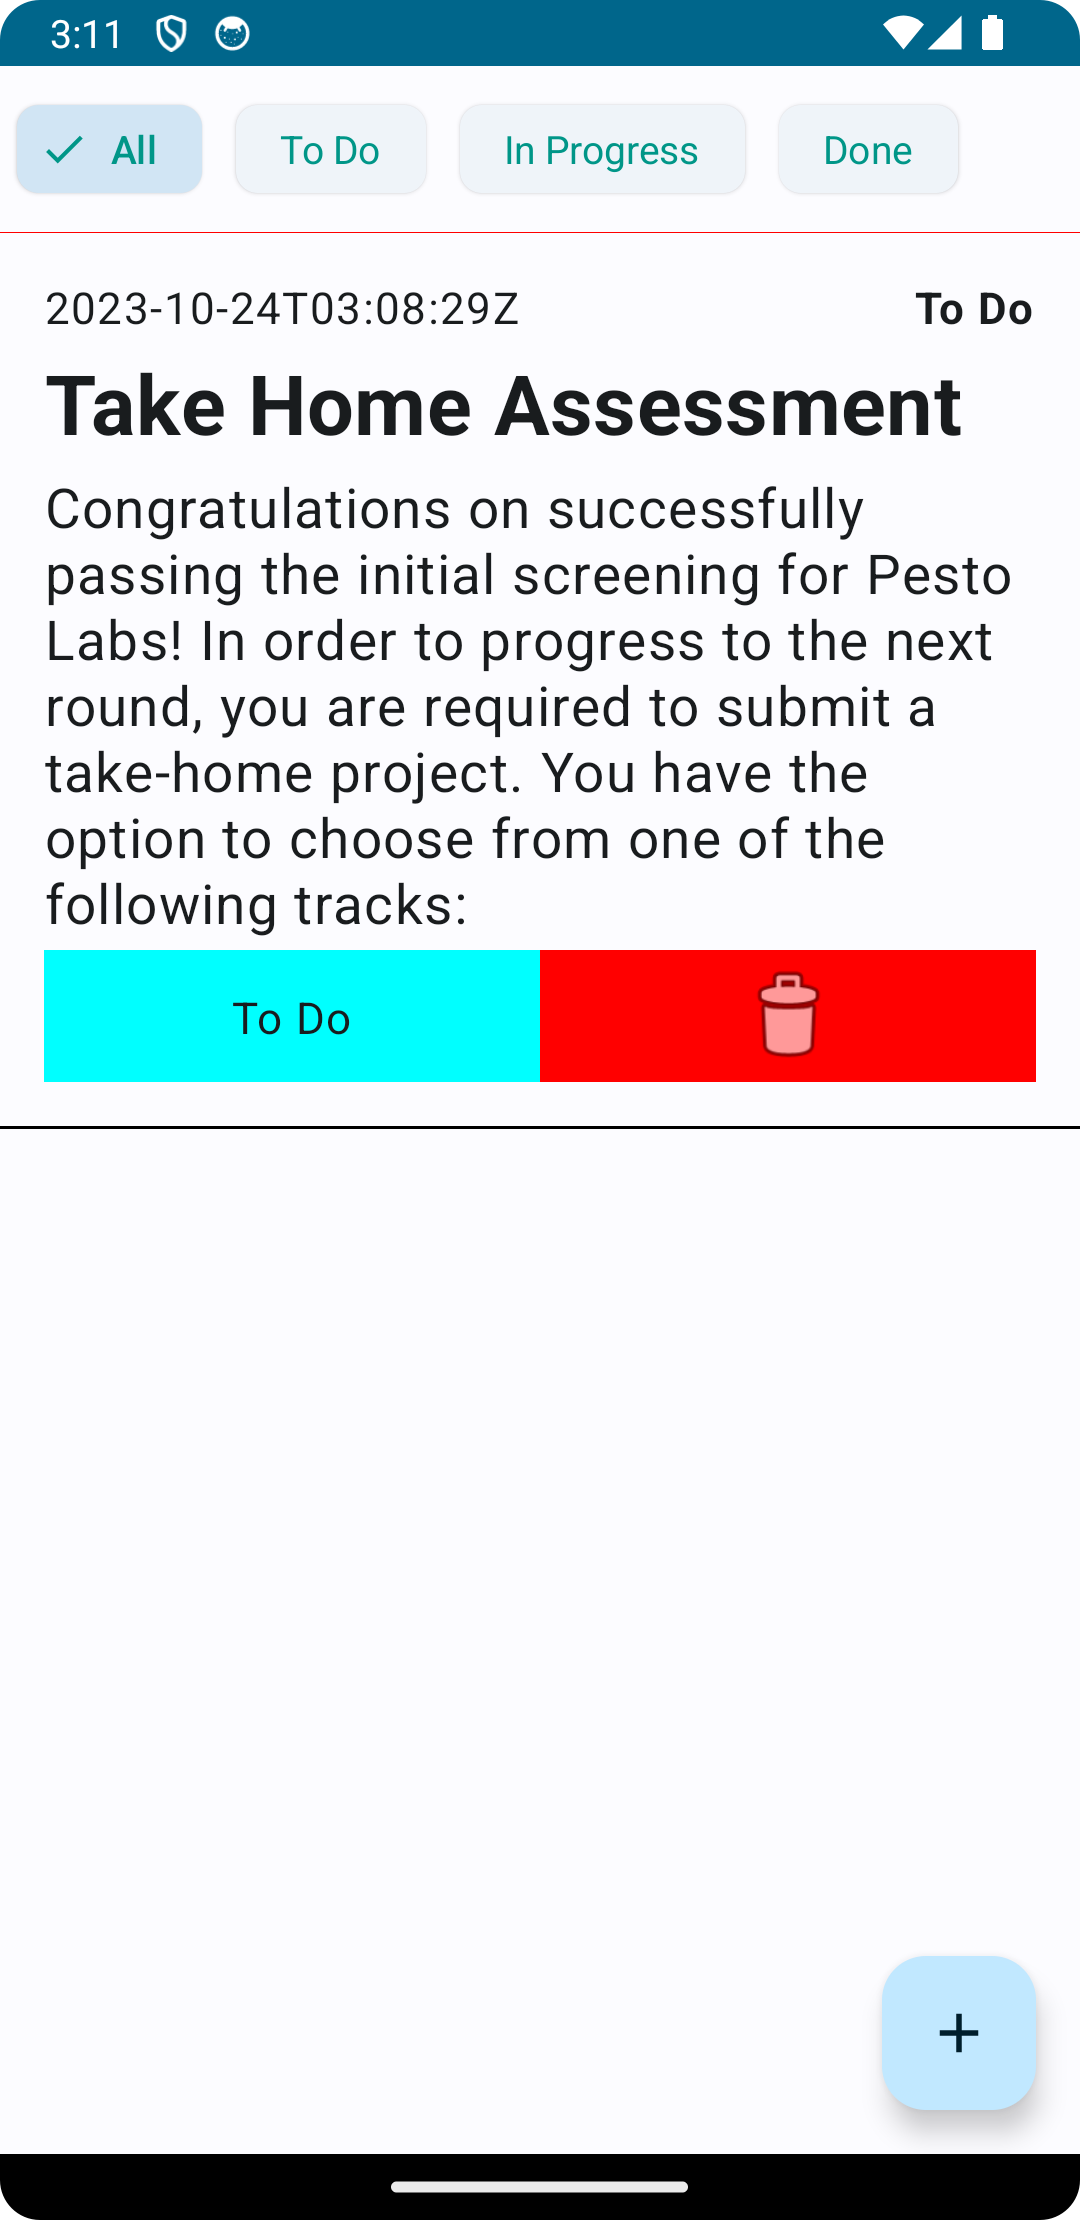 3:11
All
To Do
In Progress
Done
2023-10-24T03:08:29Z
To Do
Take Home Assessment
Congratulations on successfully
passing the initial screening for Pesto
Labs! In order to progress to the next
round, you are required to submit a
take-home project. You have the
option to choose from one of the
following tracks:
To Do